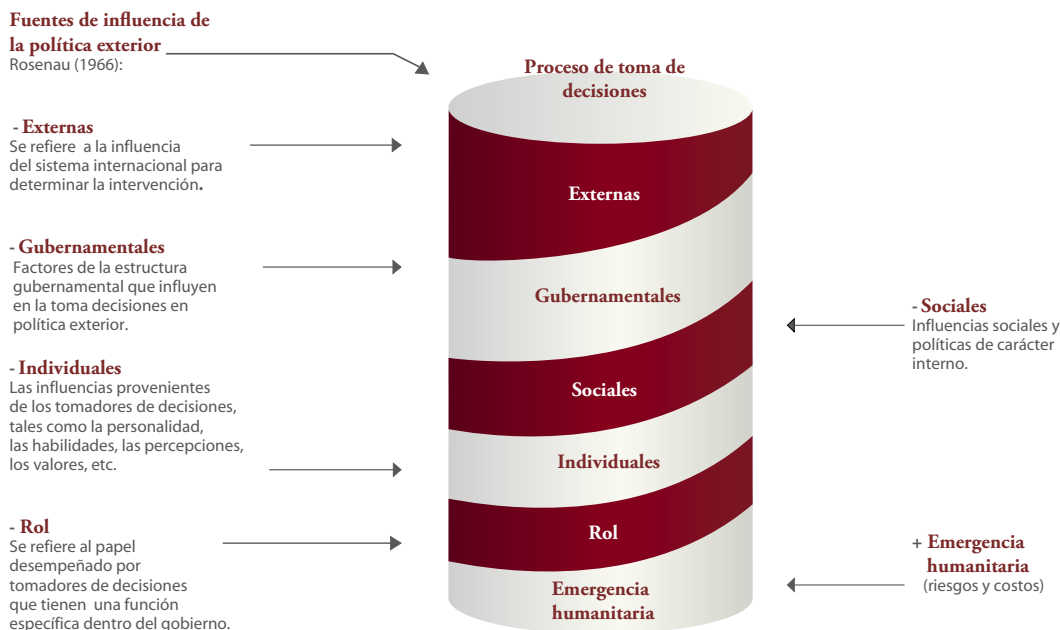 Fuentes de influencia de
la política exterior
Rosenau (1966):
- Externas
Se refiere a la influencia
del sistema internacional para
determinar la intervención.
- Gubernamentales
Factores de la estructura
gubernamental que influyen
en la toma decisiones en
política exterior.
- Individuales
Las influencias provenientes
de los tomadores de decisiones,
tales como la personalidad,
las habilidades, las percepciones,
los valores, etc.
- Rol
Se refiere al papel
desempeñado por
tomadores de decisiones
que tienen una función
específica dentro del gobierno.
Proceso de toma de
decisiones
Externas
Gubernamentales
Sociales
Individuales
Rol
Emergencia
humanitaria
- Sociales
Influencias sociales y
políticas de carácter
interno.
+ Emergencia
humanitaria
(riesgos y costos)